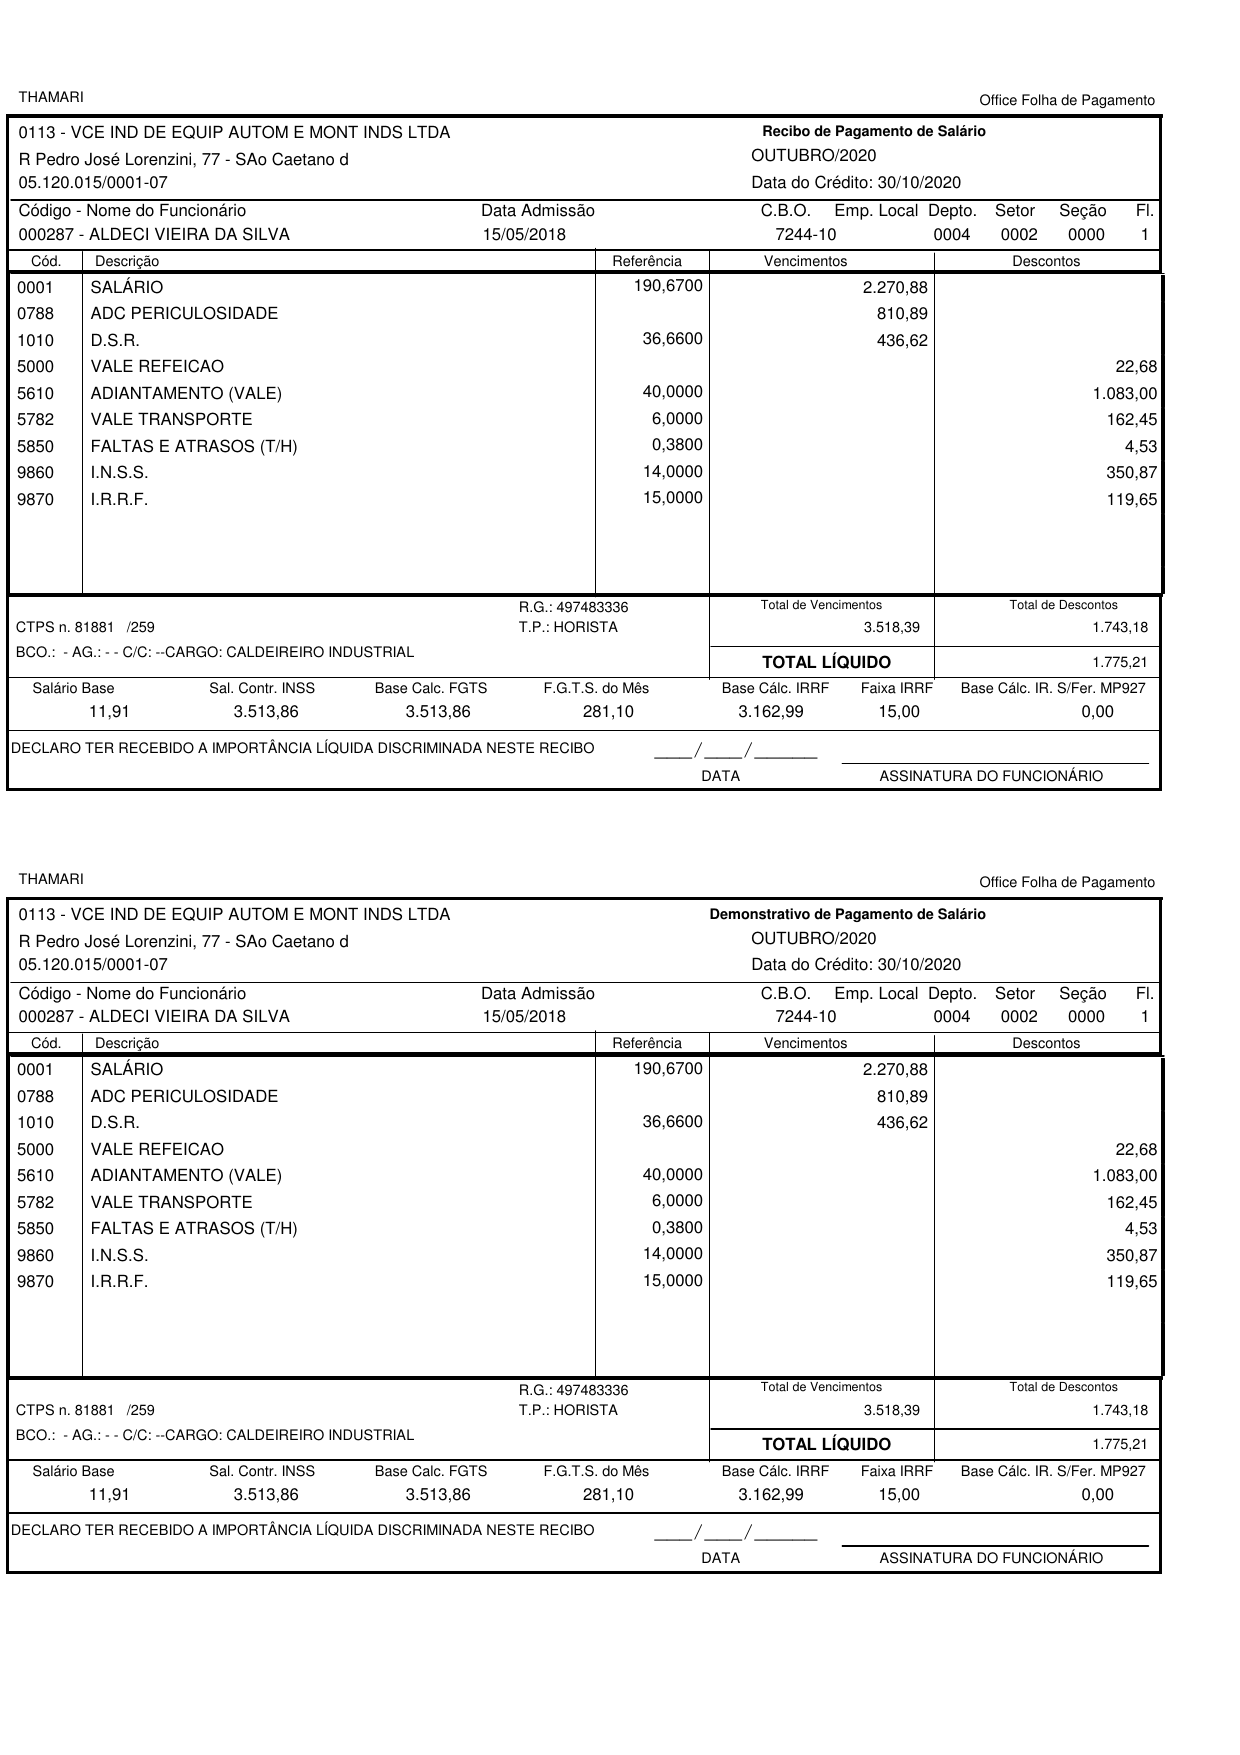 THAMARI Office Folha de Pagamento
0113 - VCE IND DE EQUIP AUTOM E MONT INDS LTDA Recibo de Pagamento de Salário
R Pedro José Lorenzini, 77 - SAo Caetano d OUTUBRO/2020
05.120.015/0001-07 Data do Crédito: 30/10/2020
Código - Nome do Funcionário Data Admissão C.B.O. Emp. Local Depto. Setor Seção Fl.
000287 - ALDECI VIEIRA DA SILVA 15/05/2018 7244-10 0004 0002 0000 1
Cód. Descrição Referência Vencimentos Descontos
0001 SALÁRIO 190,6700 2.270,88
0788 ADC PERICULOSIDADE 810,89
1010 D.S.R. 36,6600 436,62
5000 VALE REFEICAO 22,68
5610 ADIANTAMENTO (VALE) 40,0000 1.083,00
5782 VALE TRANSPORTE 6,0000 162,45
5850 FALTAS E ATRASOS (T/H) 0,3800 4,53
9860 I.N.S.S. 14,0000 350,87
9870 I.R.R.F. 15,0000 119,65
R.G.: 497483336 Total de Vencimentos Total de Descontos
CTPS n. 81881 /259 T.P.: HORISTA 3.518,39 1.743,18
BCO.: - AG.: - - C/C: --CARGO: CALDEIREIRO INDUSTRIAL
TOTAL LÍQUIDO 1.775,21
Salário Base Sal. Contr. INSS Base Calc. FGTS F.G.T.S. do Mês Base Cálc. IRRF Faixa IRRF Base Cálc. IR. S/Fer. MP927
11,91 3.513,86 3.513,86 281,10 3.162,99 15,00 0,00
DECLARO TER RECEBIDO A IMPORTÂNCIA LÍQUIDA DISCRIMINADA NESTE RECIBO ____/____/______
DATA ASSINATURA DO FUNCIONÁRIO
THAMARI Office Folha de Pagamento
0113 - VCE IND DE EQUIP AUTOM E MONT INDS LTDA Demonstrativo de Pagamento de Salário
R Pedro José Lorenzini, 77 - SAo Caetano d OUTUBRO/2020
05.120.015/0001-07 Data do Crédito: 30/10/2020
Código - Nome do Funcionário Data Admissão C.B.O. Emp. Local Depto. Setor Seção Fl.
000287 - ALDECI VIEIRA DA SILVA 15/05/2018 7244-10 0004 0002 0000 1
Cód. Descrição Referência Vencimentos Descontos
0001 SALÁRIO 190,6700 2.270,88
0788 ADC PERICULOSIDADE 810,89
1010 D.S.R. 36,6600 436,62
5000 VALE REFEICAO 22,68
5610 ADIANTAMENTO (VALE) 40,0000 1.083,00
5782 VALE TRANSPORTE 6,0000 162,45
5850 FALTAS E ATRASOS (T/H) 0,3800 4,53
9860 I.N.S.S. 14,0000 350,87
9870 I.R.R.F. 15,0000 119,65
R.G.: 497483336 Total de Vencimentos Total de Descontos
CTPS n. 81881 /259 T.P.: HORISTA 3.518,39 1.743,18
BCO.: - AG.: - - C/C: --CARGO: CALDEIREIRO INDUSTRIAL
TOTAL LÍQUIDO 1.775,21
Salário Base Sal. Contr. INSS Base Calc. FGTS F.G.T.S. do Mês Base Cálc. IRRF Faixa IRRF Base Cálc. IR. S/Fer. MP927
11,91 3.513,86 3.513,86 281,10 3.162,99 15,00 0,00
DECLARO TER RECEBIDO A IMPORTÂNCIA LÍQUIDA DISCRIMINADA NESTE RECIBO ____/____/______
DATA ASSINATURA DO FUNCIONÁRIO